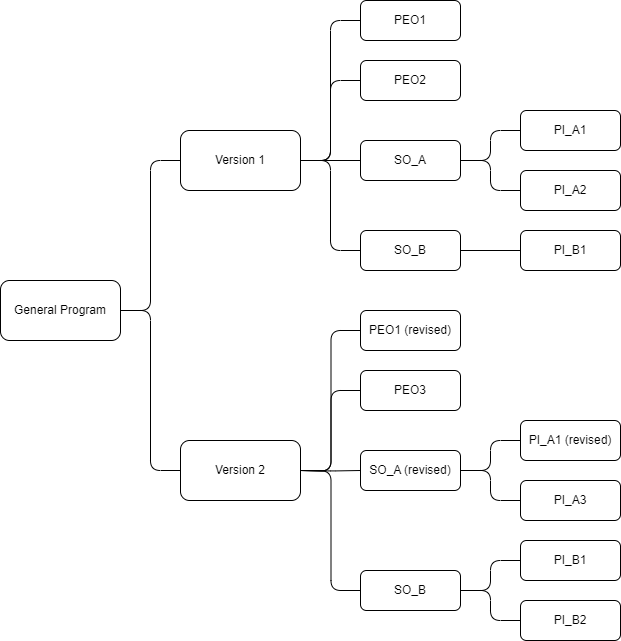 General Program
Version 1
PEO1
PEO2
SO_A
PI_A1
PI_A2
SO_B
PI_B1
Version 2
PEO1 (revised)
PEO3
SO_A (revised)
PI_A1 (revised)
PI_A3
SO_B
PI_B1
PI_B2